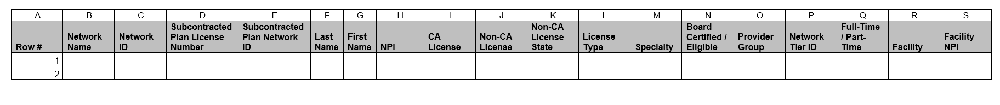 A B C D E F G H I J K L M N O P Q R S
Row # Network Name Network ID Subcontracted Plan License Number Subcontracted Plan Network ID Last Name First Name NPI CA License Non-CA License Non-CA License State License Type Specialty Board Certified / Eligible Provider Group Network Tier ID Full-Time / Part-Time Facility Facility NPI
1
2